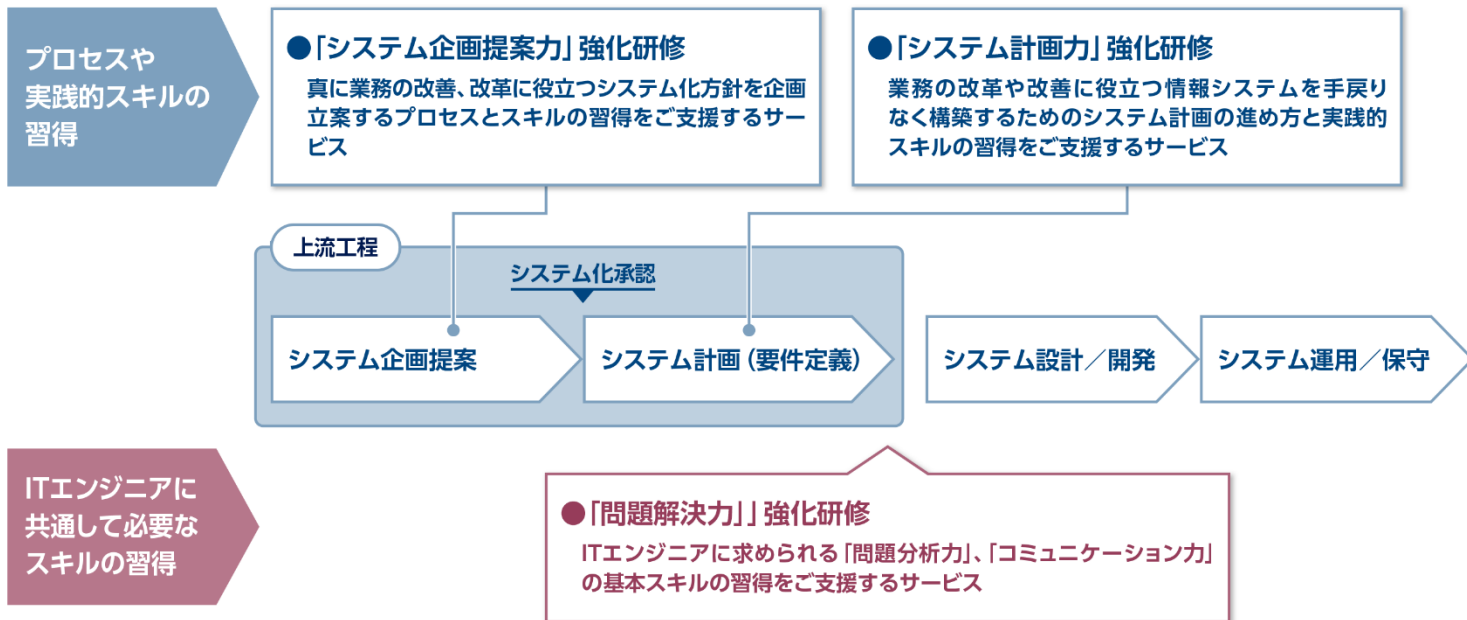 プロセスや
実践的スキルの
習得
●「システム企画提案力」強化研修
真に業務の改善、改革に役立つシステム化方針を企画
立案するプロセスとスキルの習得をご支援するサー
ビス
●「システム計画力」強化研修
業務の改革や改善に役立つ情報システムを手戻り
なく構築するためのシステム計画の進め方と実践的
スキルの習得をご支援するサービス
上流工程
システム化承認
システム企画提案
システム計画（要件定義）
システム設計／開発
システム運用／保守
ITエンジニアに
共通して必要な
スキルの習得
●「問題解決力」」強化研修
ITエンジニアに求められる「問題分析力」、「コミュニケーション力」
の基本スキルの習得をご支援するサービス